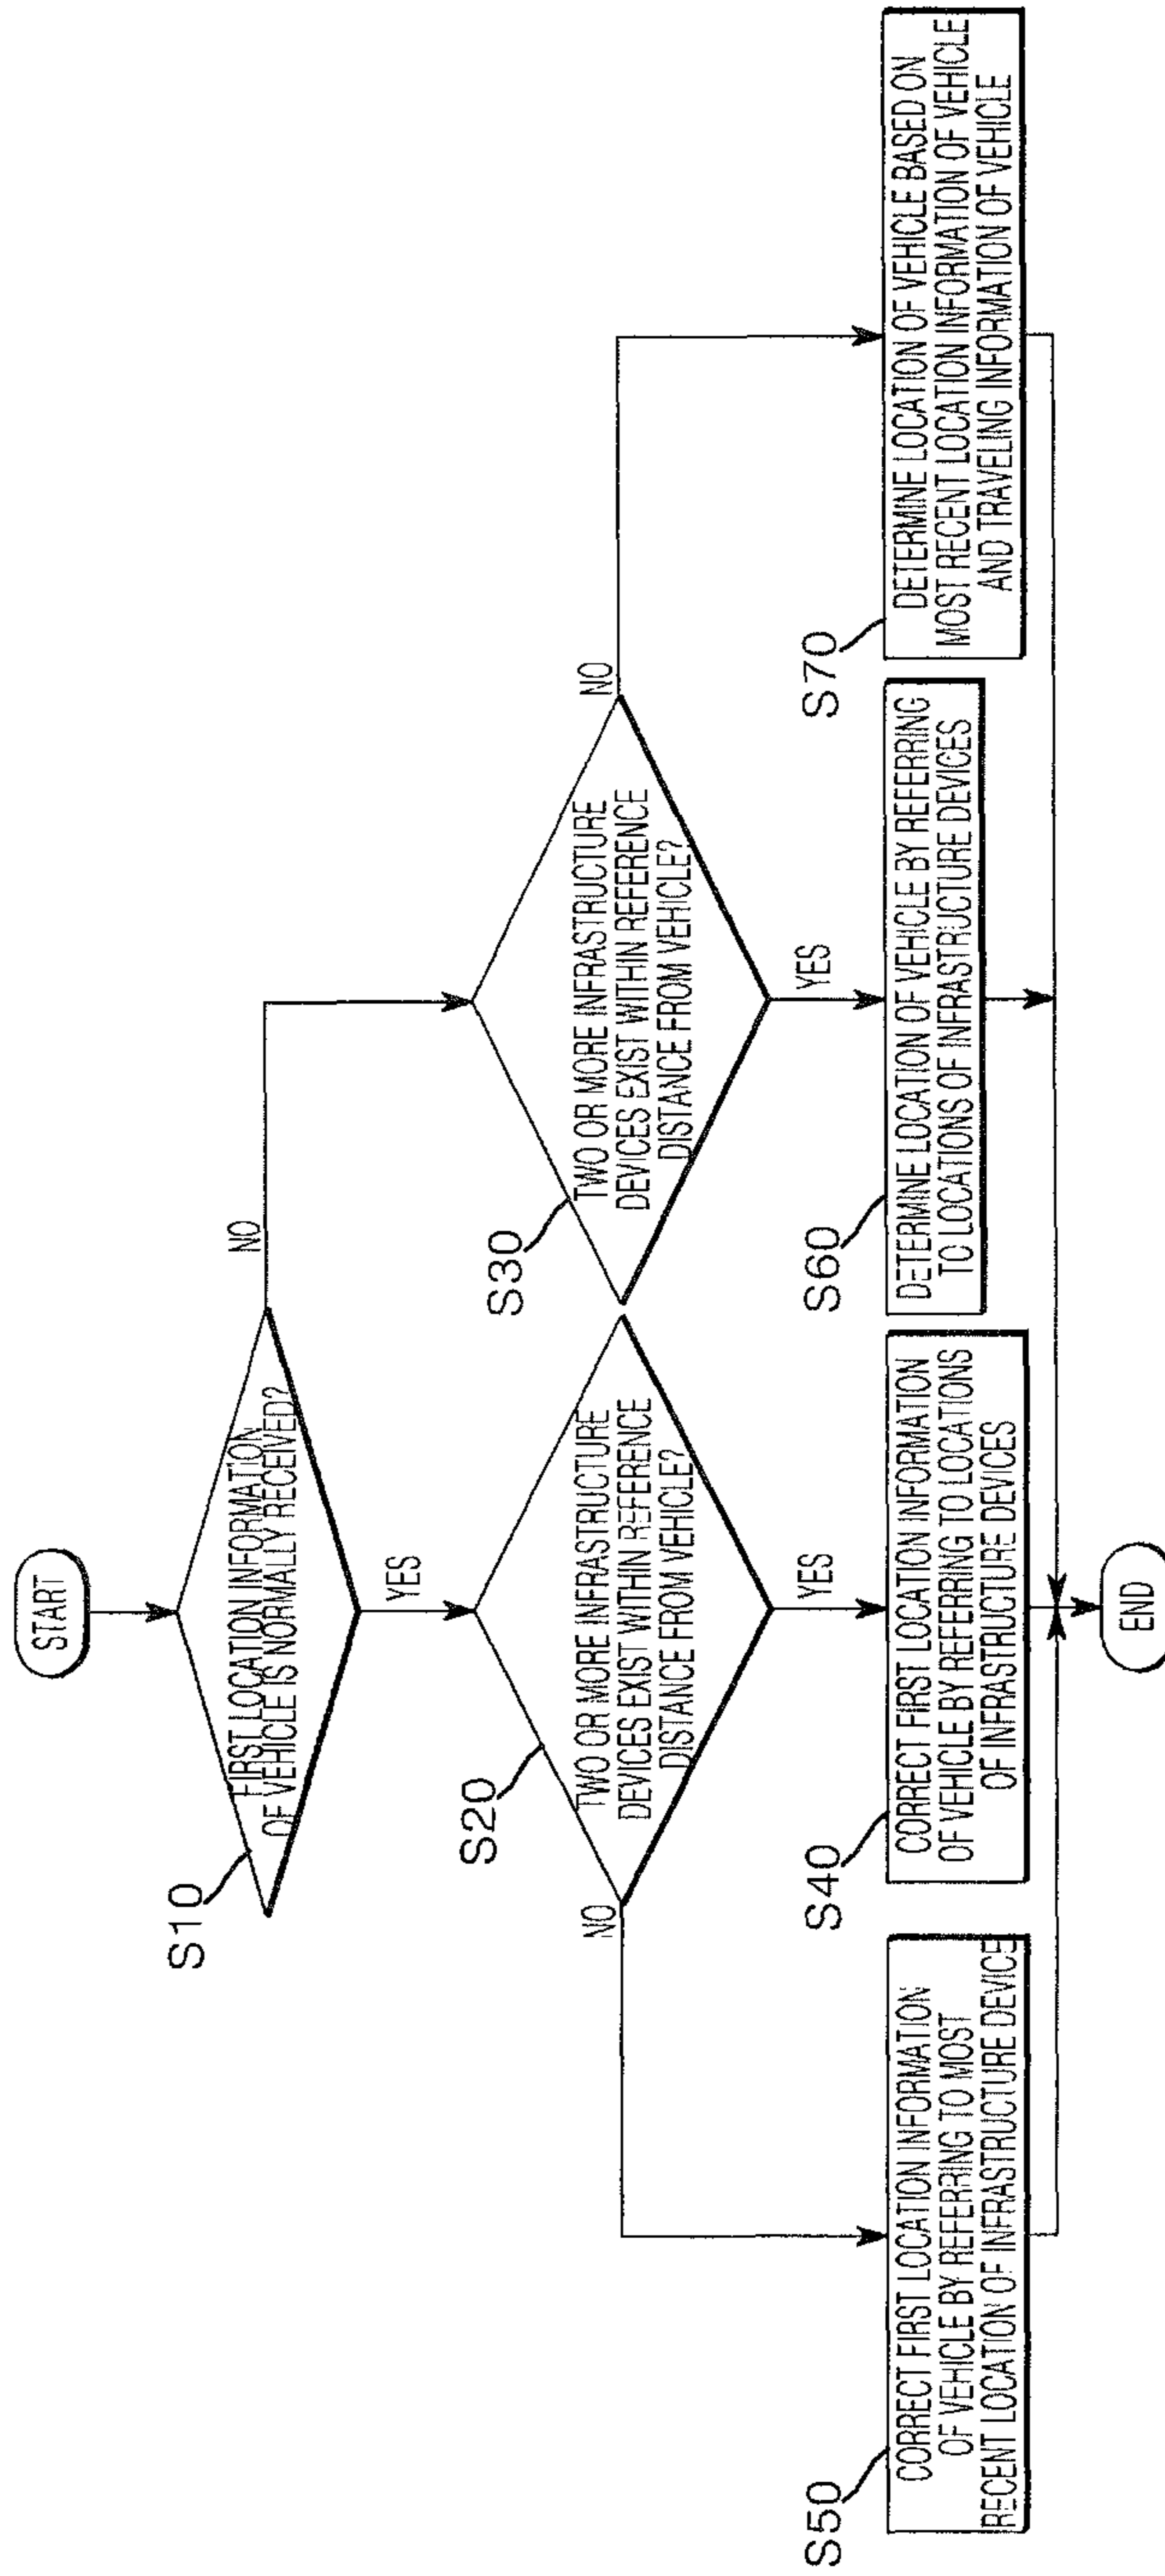 START
S10
FIRST LOCATION INFORMATION
OF VEHICLE IS NORMALLY RECEIVED?
NO
YES
S20
TWO OR MORE INFRASTRUCTURE
DEVICES EXIST WITHIN REFERENCE
DISTANCE FROM VEHICLE?
NO
YES
S30
TWO OR MORE INFRASTRUCTURE
DEVICES EXIST WITHIN REFERENCE
DISTANCE FROM VEHICLE?
NO
YES
S50
CORRECT FIRST LOCATION INFORMATION
OF VEHICLE BY REFERRING TO MOST
RECENT LOCATION OF INFRASTRUCTURE DEVICE
S40
CORRECT FIRST LOCATION INFORMATION
OF VEHICLE BY REFERRING TO LOCATIONS
OF INFRASTRUCTURE DEVICES
S60
DETERMINE LOCATION OF VEHICLE BY REFERRING
TO LOCATIONS OF INFRASTRUCTURE DEVICES
S70
DETERMINE LOCATION OF VEHICLE BASED ON
MOST RECENT LOCATION INFORMATION OF VEHICLE
AND TRAVELING INFORMATION OF VEHICLE
END